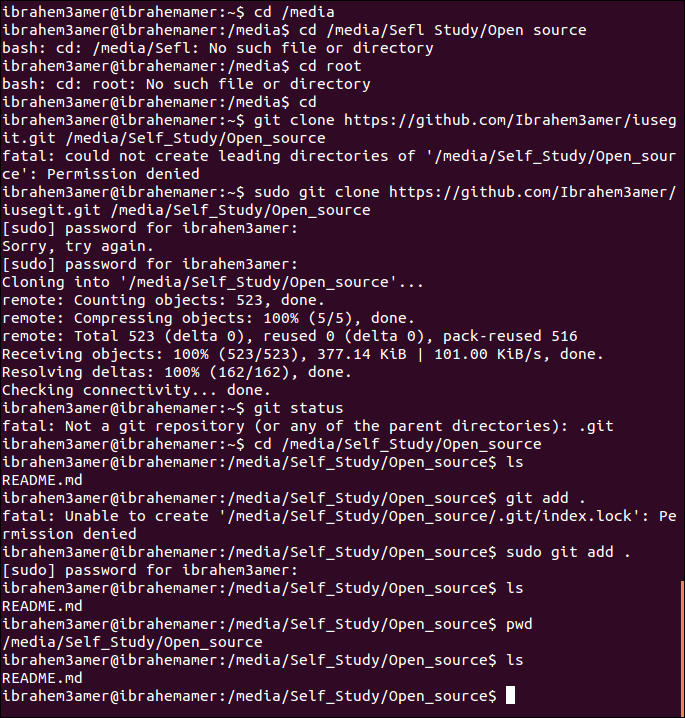 ibrahem3amer@ibrahemamer:~$ cd /media
ibrahem3amer@ibrahemamer:/media$ cd /media/Sefl Study/Open source
bash: cd: /media/Sefl: No such file or directory
ibrahem3amer@ibrahemamer:/media$ cd root
bash: cd: root: No such file or directory
ibrahem3amer@ibrahemamer:/media$ cd
ibrahem3amer@ibrahemamer:~$ git clone https://github.com/Ibrahem3amer/iuseg
it.git /media/Self_Study/Open_source
fatal: could not create leading directories of '/media/Self_Study/Open_sour
ce': Permission denied
ibrahem3amer@ibrahemamer:~$ sudo git clone https://github.com/Ibrahem3amer/
iusegit.git /media/Self_Study/Open_source
[sudo] password for ibrahem3amer:
Sorry, try again.
[sudo] password for ibrahem3amer:
Cloning into '/media/Self_Study/Open_source'...
remote: Counting objects: 523, done.
remote: Compressing objects: 100% (5/5), done.
remote: Total 523 (delta 0), reused 0 (delta 0), pack-reused 516
Receiving objects: 100% (523/523), 377.14 KiB | 101.00 KiB/s, done.
Resolving deltas: 100% (162/162), done.
Checking connectivity... done.
ibrahem3amer@ibrahemamer:~$ git status
fatal: Not a git repository (or any of the parent directories): .git
ibrahem3amer@ibrahemamer:~$ cd /media/Self_Study/Open_source
ibrahem3amer@ibrahemamer:/media/Self_Study/Open_source$ ls
README.md
ibrahem3amer@ibrahemamer:/media/Self_Study/Open_source$ git add .
fatal: Unable to create '/media/Self_Study/Open_source/.git/index.lock': Pe
rmission denied
ibrahem3amer@ibrahemamer:/media/Self_Study/Open_source$ sudo git add .
[sudo] password for ibrahem3amer:
ibrahem3amer@ibrahemamer:/media/Self_Study/Open_source$ ls
README.md
ibrahem3amer@ibrahemamer:/media/Self_Study/Open_source$ pwd
/media/Self_Study/Open_source
ibrahem3amer@ibrahemamer:/media/Self_Study/Open_source$ ls
README.md
ibrahem3amer@ibrahemamer:/media/Self_Study/Open_source$